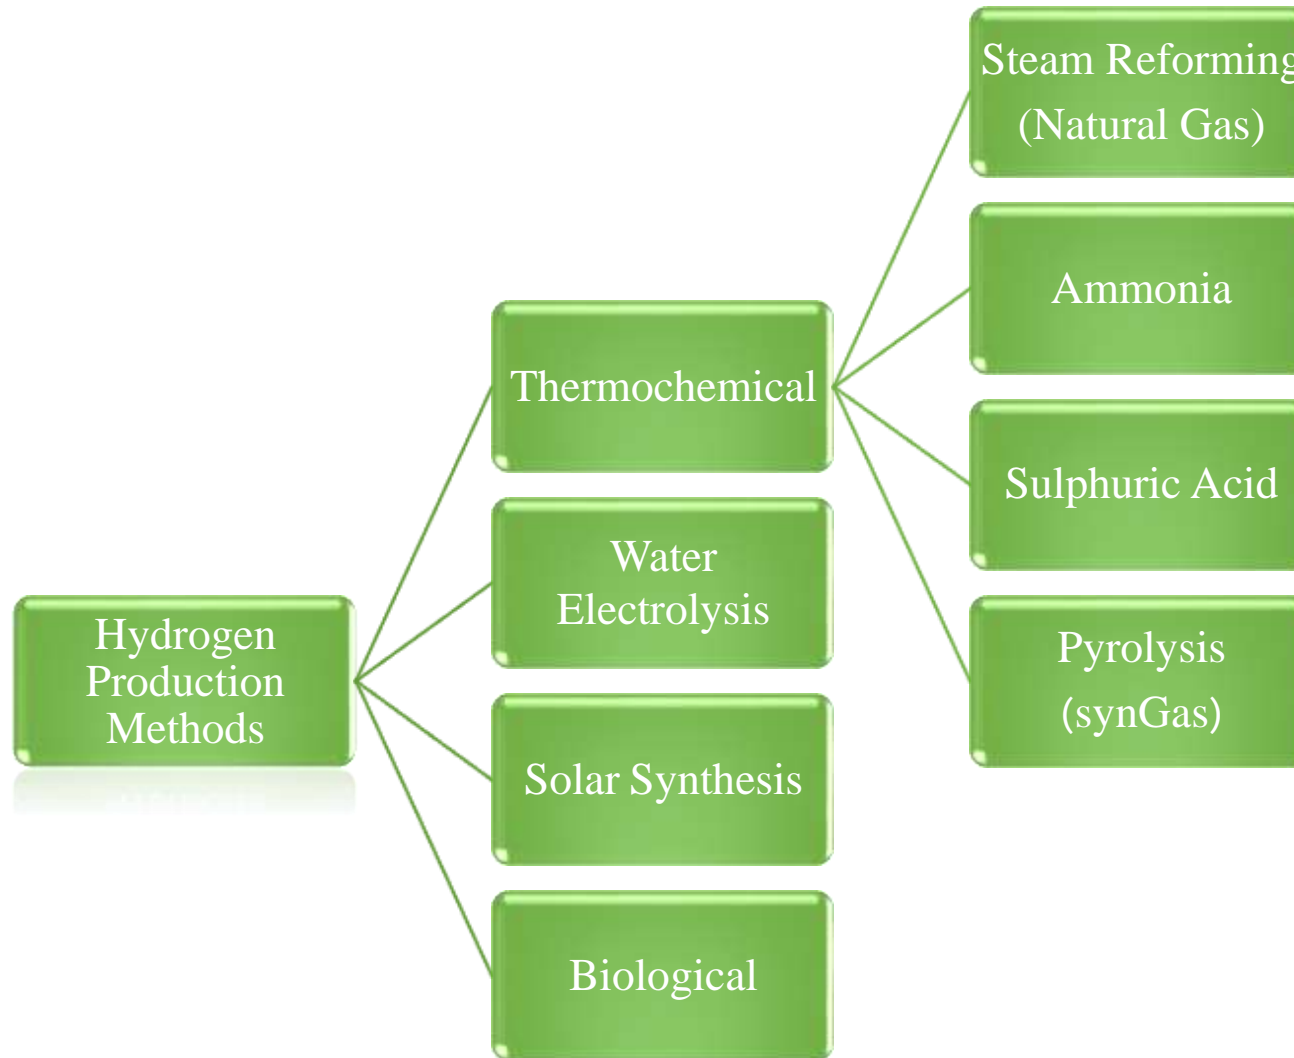 Hydrogen
Production
Methods
Thermochemical
Water
Electrolysis
Solar Synthesis
Biological
Steam Reforming
(Natural Gas)
Ammonia
Sulphuric Acid
Pyrolysis
(synGas)